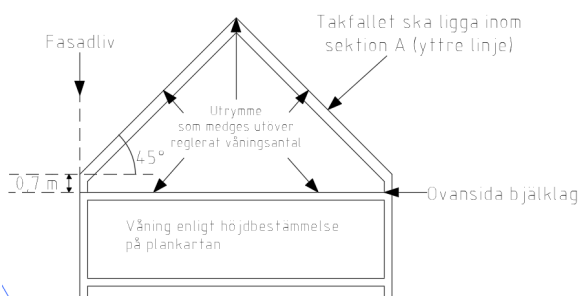 Takfallet ska ligga inom
sektion A (yttre linje)
Fasadliv
Utrymme
som medges utöver
reglerat våningsantal
45°
0,7 m
Ovansida bjälklag
Våning enligt höjdbestämmelse
på plankartan